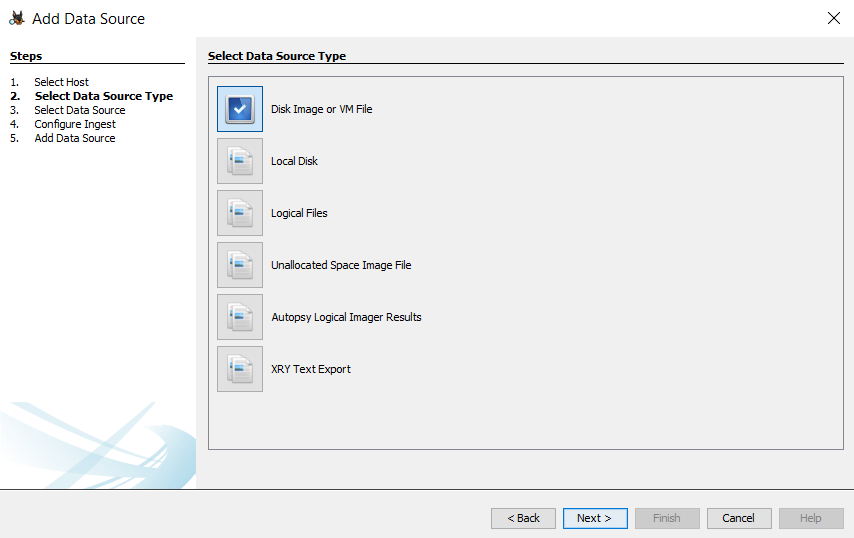 Add Data Source
Steps
1. Select Host
2. Select Data Source Type
3. Select Data Source
4. Configure Ingest
5. Add Data Source
Select Data Source Type
Disk Image or VM File
Local Disk
Logical Files
Unallocated Space Image File
Autopsy Logical Imager Results
XRY Text Export
< Back
Next >
Finish
Cancel
Help